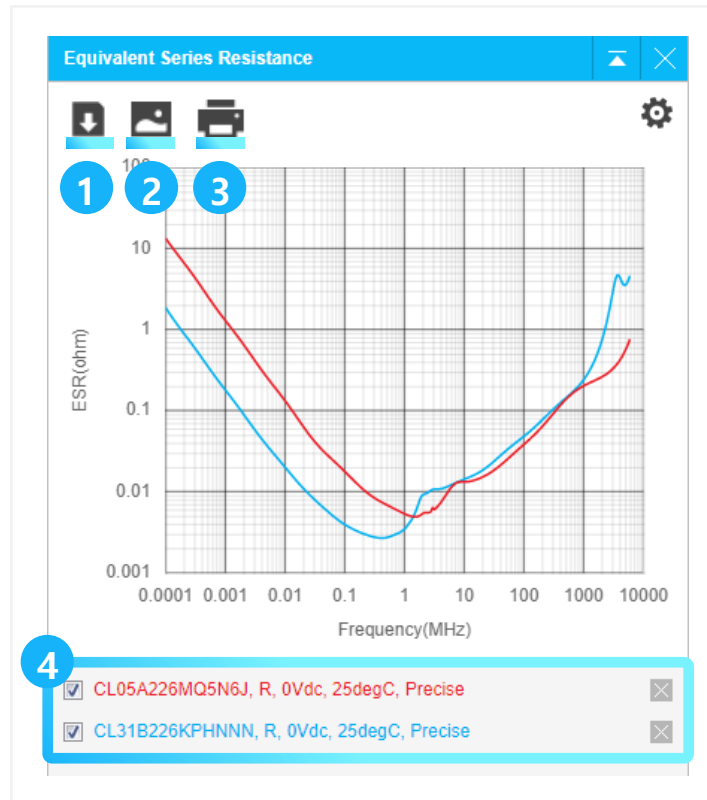 Equivalent Series Resistance
1 2 3
100
10
1
0.1
0.01
0.001
ESR(ohm)
0.0001 0.001 0.01 0.1 1 10 100 1000 10000
Frequency(MHz)
4
CL05A226MQ5N6J, R, 0Vdc, 25degC, Precise
CL31B226KPHNNN, R, 0Vdc, 25degC, Precise